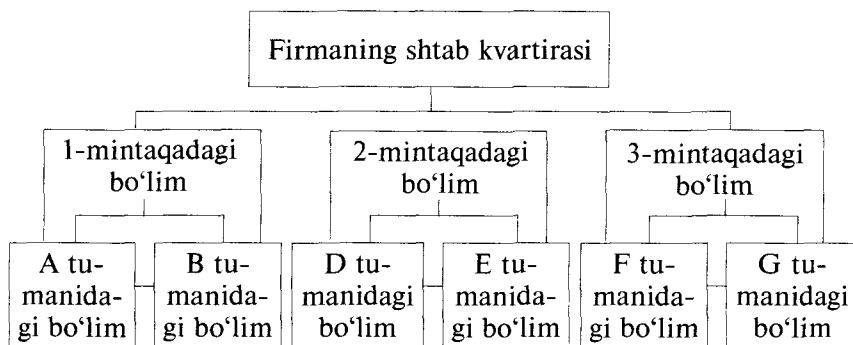 Firmaning shtab kvartirasi
1-mintaqadagi
bo‘lim
2-mintaqadagi
bo‘lim
3-mintaqadagi
bo‘lim
A tu-
manida-
gi bo‘lim
B tu-
manida-
gi bo‘lim
D tu-
manidagi
bo‘lim
E tu-
manida-
gi bo‘lim
F tu-
manida-
gi bo‘lim
G tu-
manidagi
bo‘lim